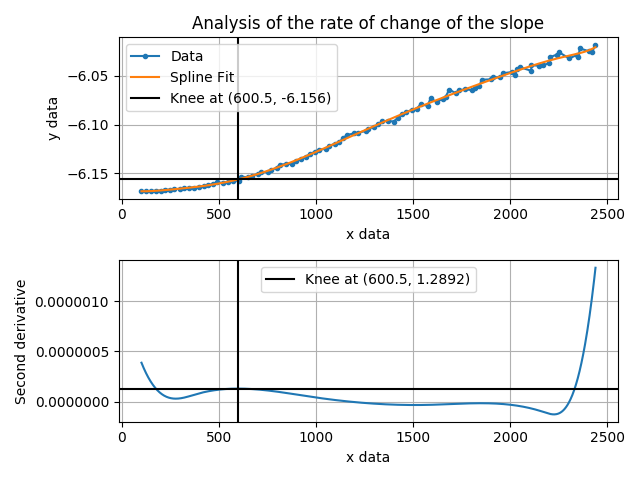 Analysis of the rate of change of the slope
Data
Spline Fit
Knee at (600.5, -6.156)
y data
−6.05
−6.10
−6.15
0 500 1000 1500 2000 2500
x data
Knee at (600.5, 1.2892)
Second derivative
0.0000010
0.0000005
0.0000000
0 500 1000 1500 2000 2500
x data